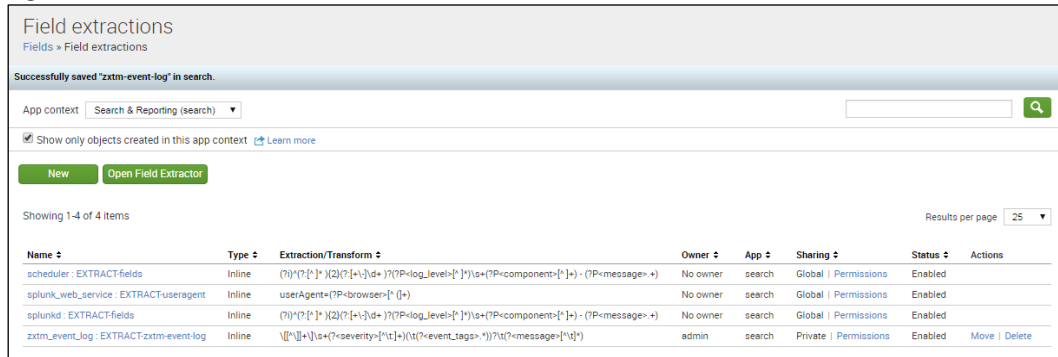 Field extractions
Fields » Field extractions
Successfully saved "zxtm-event-log" in search.
App context Search & Reporting (search) ▼
Show only objects created in this app context Learn more
New Open Field Extractor
Showing 1-4 of 4 items Results per page 25 ▼
Name Type Extraction/Transform Owner App Sharing Status Actions
scheduler : EXTRACT-fields Inline (?i)^(?:[^ ]* ){2}(?:[+\-]\d+ )?(?P<log_level>[^ ]*)\s+(?P<component>[^ ]+) - (?P<message>.+) No owner search Global | Permissions Enabled
splunk_web_service : EXTRACT-useragent Inline userAgent=(?P<browser>[^ (]+) No owner search Global | Permissions Enabled
splunkd : EXTRACT-fields Inline (?i)^(?:[^ ]* ){2}(?:[+\-]\d+ )?(?P<log_level>[^ ]*)\s+(?P<component>[^ ]+) - (?P<message>.+) No owner search Global | Permissions Enabled
zxtm_event_log : EXTRACT-zxtm-event-log Inline \[[^\]]+\]\s+(?<severity>[^\t]+)(\t(?<event_tags>.*))?\t(?<message>[^\t]*) admin search Private | Permissions Enabled Move | Delete